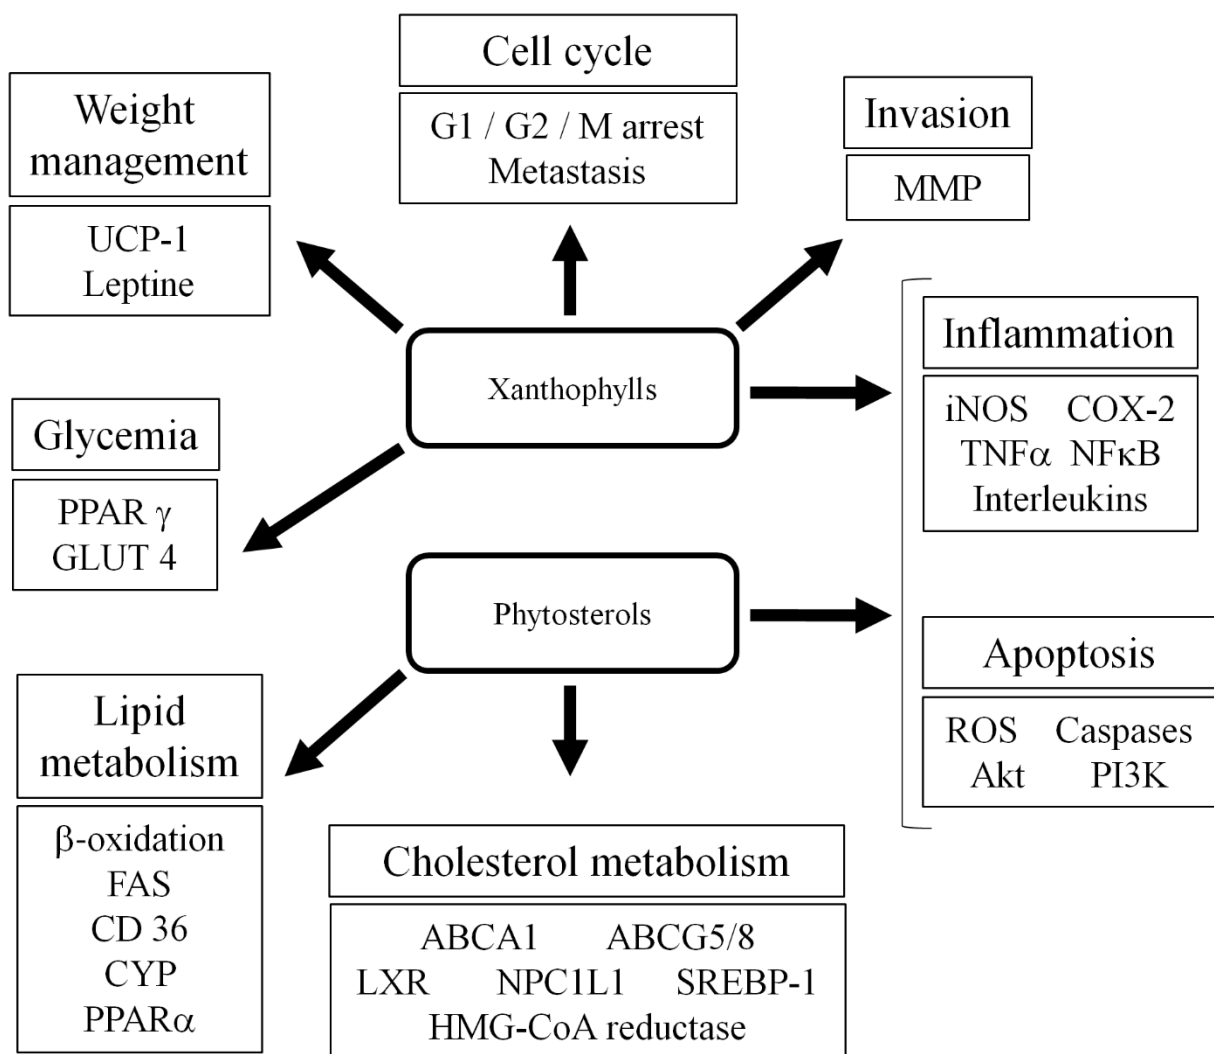 Cell cycle
G1 / G2 / M arrest
Metastasis
Weight
management
UCP-1
Leptine
Invasion
MMP
Xanthophylls
Inflammation
iNOS COX-2
TNFα NFκB
Interleukins
Glycemia
PPAR γ
GLUT 4
Phytosterols
Apoptosis
ROS Caspases
Akt PI3K
Lipid
metabolism
β-oxidation
FAS
CD 36
CYP
PPARα
Cholesterol metabolism
ABCA1 ABCG5/8
LXR NPC1L1 SREBP-1
HMG-CoA reductase